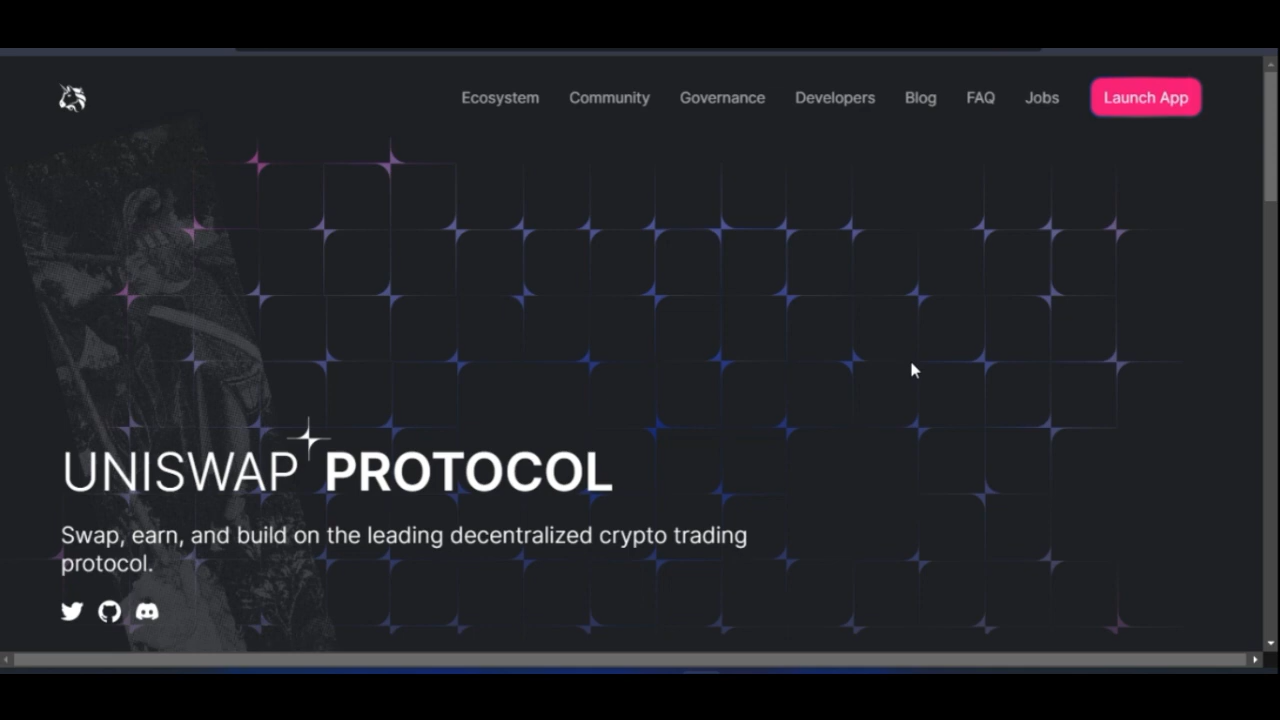 Ecosystem Community Governance Developers Blog FAQ Jobs Launch App
UNISWAP PROTOCOL
Swap, earn, and build on the leading decentralized crypto trading
protocol.